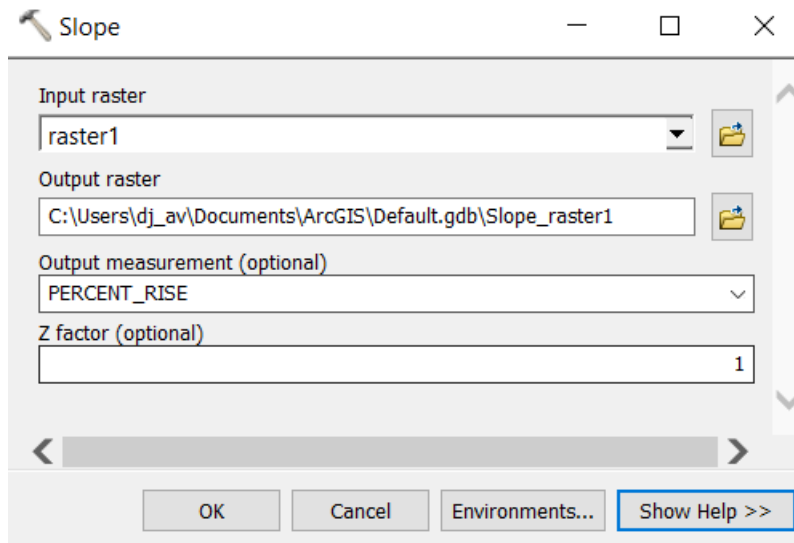 Slope
Input raster
raster1
Output raster
C:\Users\dj_av\Documents\ArcGIS\Default.gdb\Slope_raster1
Output measurement (optional)
PERCENT_RISE
Z factor (optional)
1
OK Cancel Environments... Show Help >>